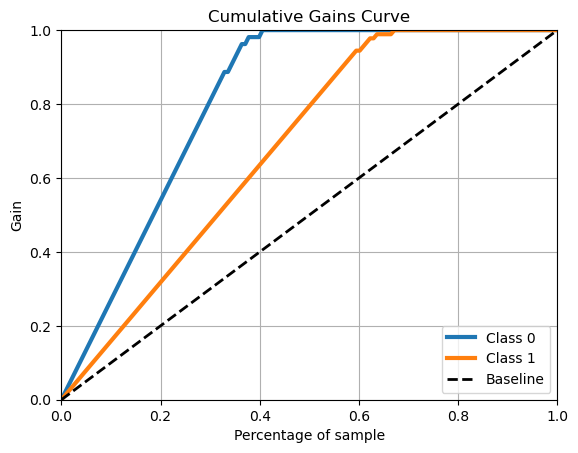 Cumulative Gains Curve
1.0
0.8
0.6
0.4
0.2
0.0
Gain
0.0 0.2 0.4 0.6 0.8 1.0
Percentage of sample
Class 0
Class 1
Baseline